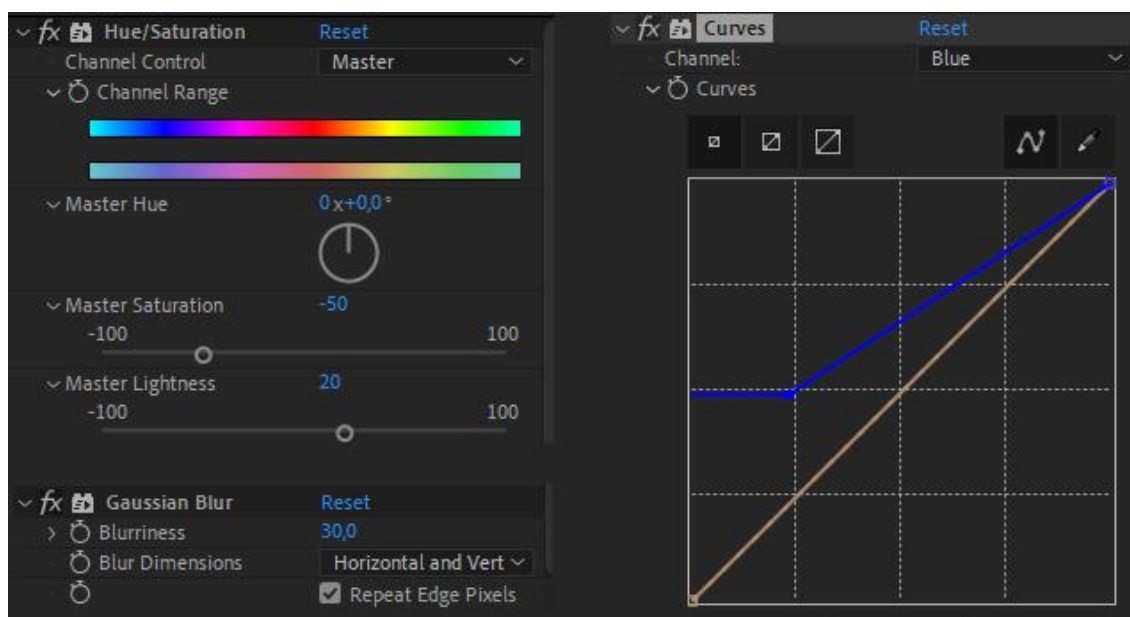 fx Hue/Saturation Reset
Channel Control Master
Channel Range
Master Hue 0x+0,0°
Master Saturation -50
-100 100
Master Lightness 20
-100 100
fx Gaussian Blur Reset
Blurriness 30,0
Blur Dimensions Horizontal and Vert
Repeat Edge Pixels
fx Curves Reset
Channel: Blue
Curves